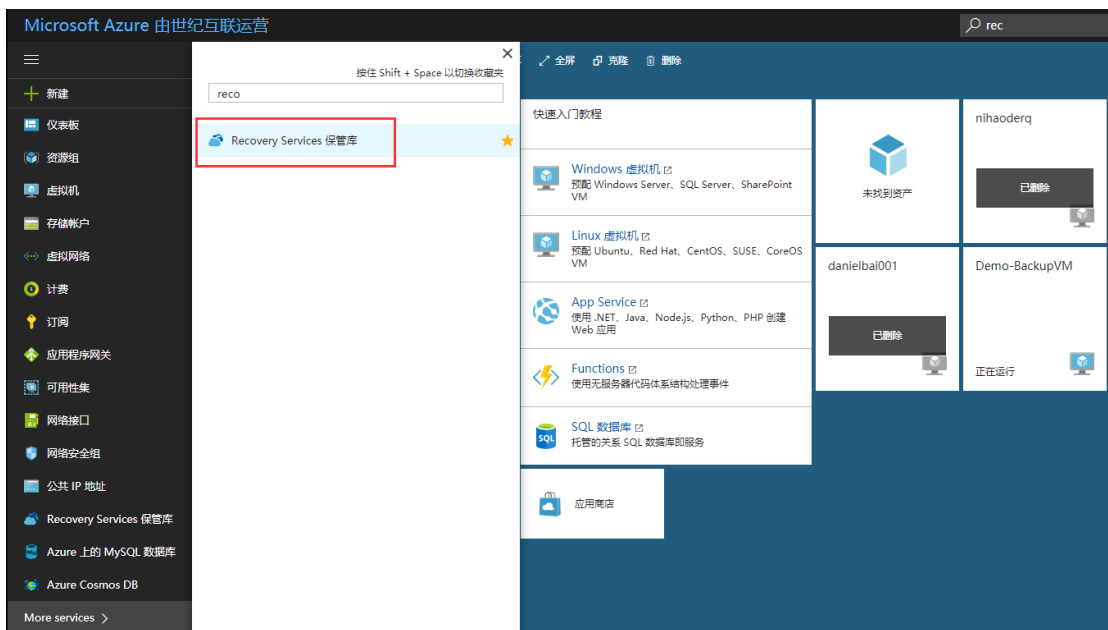 Microsoft Azure 由世纪互联运营
rec
新建
仪表板
资源组
虚拟机
存储帐户
虚拟网络
计费
订阅
应用程序网关
可用性集
网络接口
网络安全组
公共 IP 地址
Recovery Services 保管库
Azure 上的 MySQL 数据库
Azure Cosmos DB
More services
按住 Shift + Space 以切换收藏夹
reco
Recovery Services 保管库
全屏
克隆
删除
快速入门教程
Windows 虚拟机
预配 Windows Server、SQL Server、SharePoint
VM
Linux 虚拟机
预配 Ubuntu、Red Hat、CentOS、SUSE、CoreOS
VM
App Service
使用 .NET、Java、Node.js、Python、PHP 创建
Web 应用
Functions
使用无服务器代码体系结构处理事件
SQL 数据库
SQL
托管的关系 SQL 数据库即服务
应用商店
未找到资产
nihaoderq
已删除
danielbai001
已删除
Demo-BackupVM
正在运行